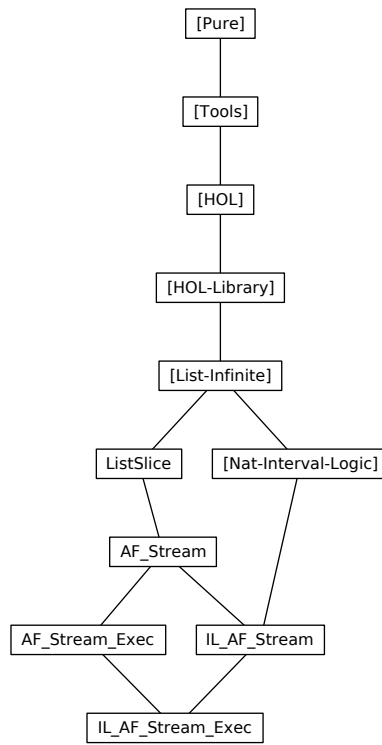 [Pure]
[Tools]
[HOL]
[HOL-Library]
[List-Infinite]
ListSlice
[Nat-Interval-Logic]
AF_Stream
AF_Stream_Exec
IL_AF_Stream
IL_AF_Stream_Exec